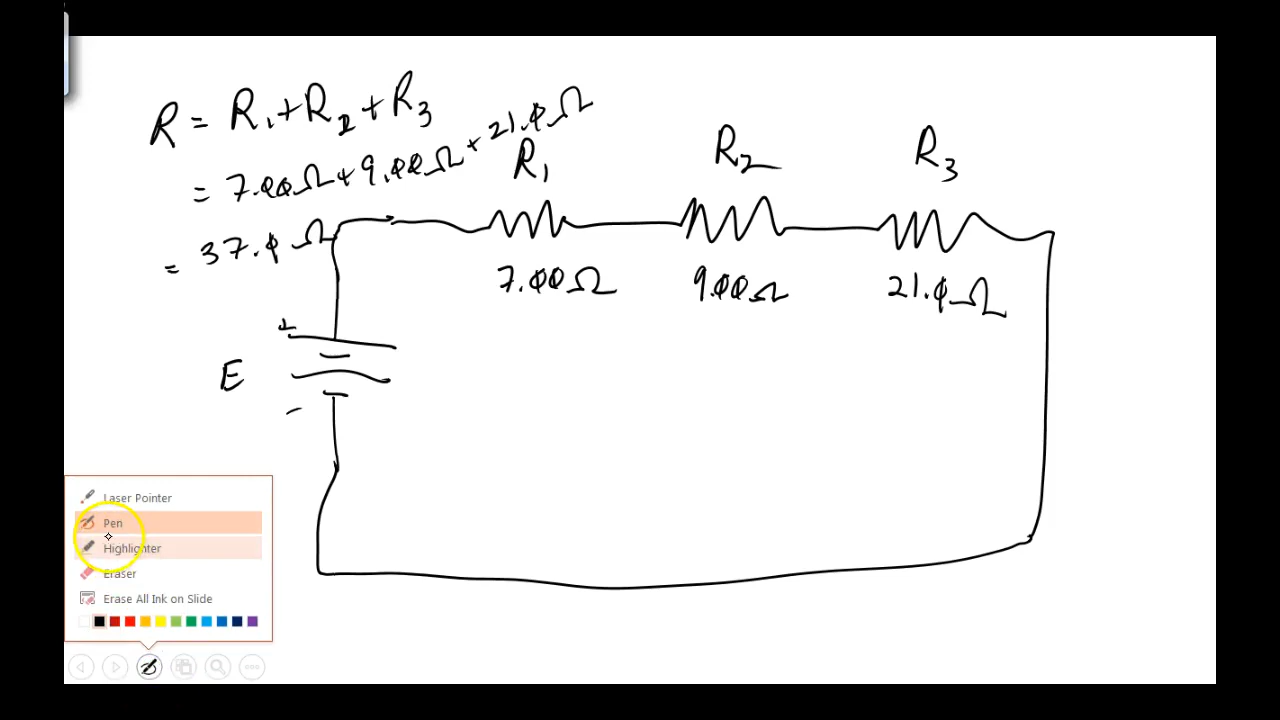 R = R₁+R₂+R₃
= 7.00Ω+9.00Ω+21.0Ω
= 37.0Ω
R₁
R₂
R₃
7.00Ω
9.00Ω
21.0Ω
+
E
-
Laser Pointer
Pen
Highlighter
Eraser
Erase All Ink on Slide